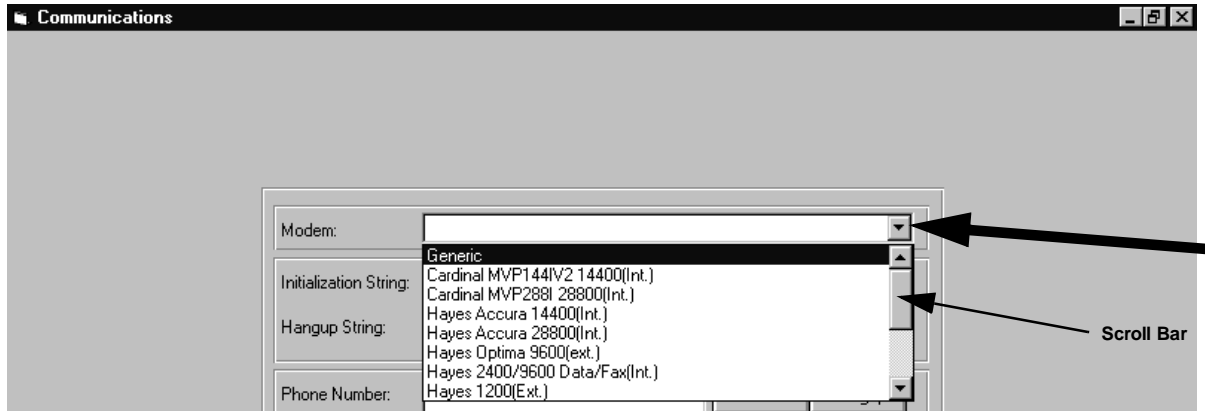 Communications
Modem:
Generic
Cardinal MVP144IV2 14400(Int.)
Initialization String:
Cardinal MVP288I 28800(Int.)
Hayes Accura 14400(Int.)
Hangup String:
Hayes Accura 28800(Int.)
Scroll Bar
Hayes Optima 9600(ext.)
Hayes 2400/9600 Data/Fax(Int.)
Phone Number:
Hayes 1200(Ext.)